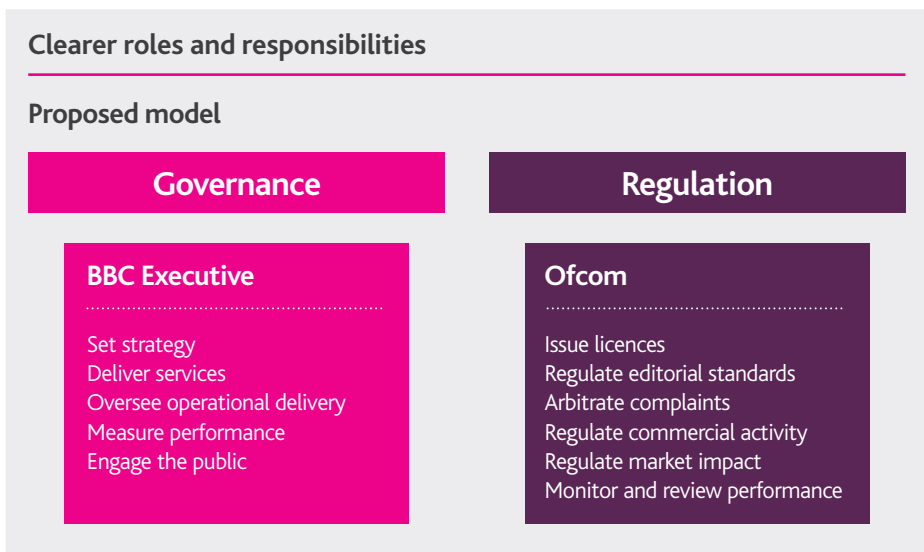 Clearer roles and responsibilities
Proposed model
Governance
BBC Executive
Set strategy
Deliver services
Oversee operational delivery
Measure performance
Engage the public
Regulation
Ofcom
Issue licences
Regulate editorial standards
Arbitrate complaints
Regulate commercial activity
Regulate market impact
Monitor and review performance